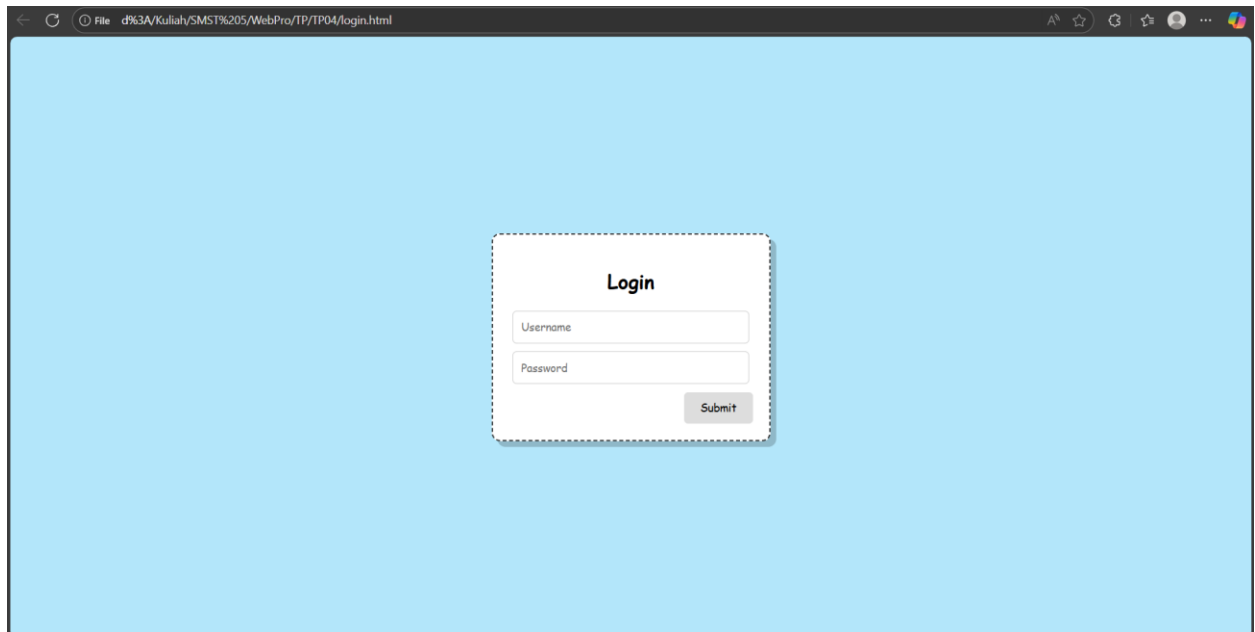 File d%3A/Kuliah/SMST%205/WebPro/TP/TP04/login.html
Login
Username
Password
Submit